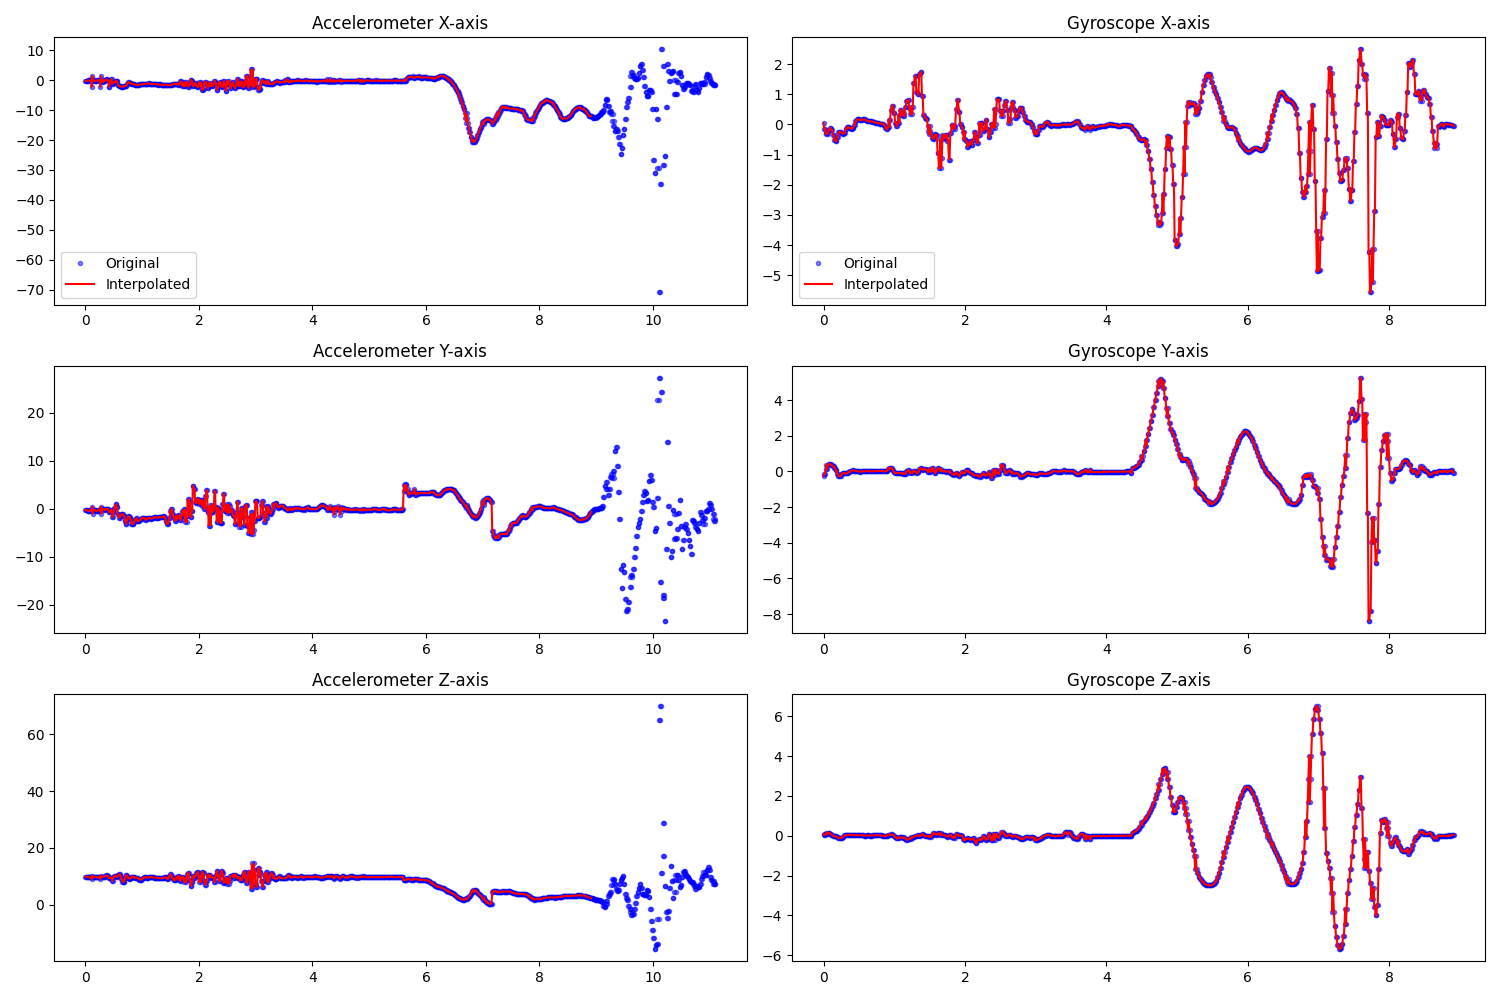 Accelerometer X-axis
10
0
−10
−20
−30
−40
−50
−60
−70
Original
Interpolated
0 2 4 6 8 10
Gyroscope X-axis
2
1
0
−1
−2
−3
−4
−5
Original
Interpolated
0 2 4 6 8
Accelerometer Y-axis
20
10
0
−10
−20
0 2 4 6 8 10
Gyroscope Y-axis
4
2
0
−2
−4
−6
−8
0 2 4 6 8
Accelerometer Z-axis
60
40
20
0
0 2 4 6 8 10
Gyroscope Z-axis
6
4
2
0
−2
−4
−6
0 2 4 6 8